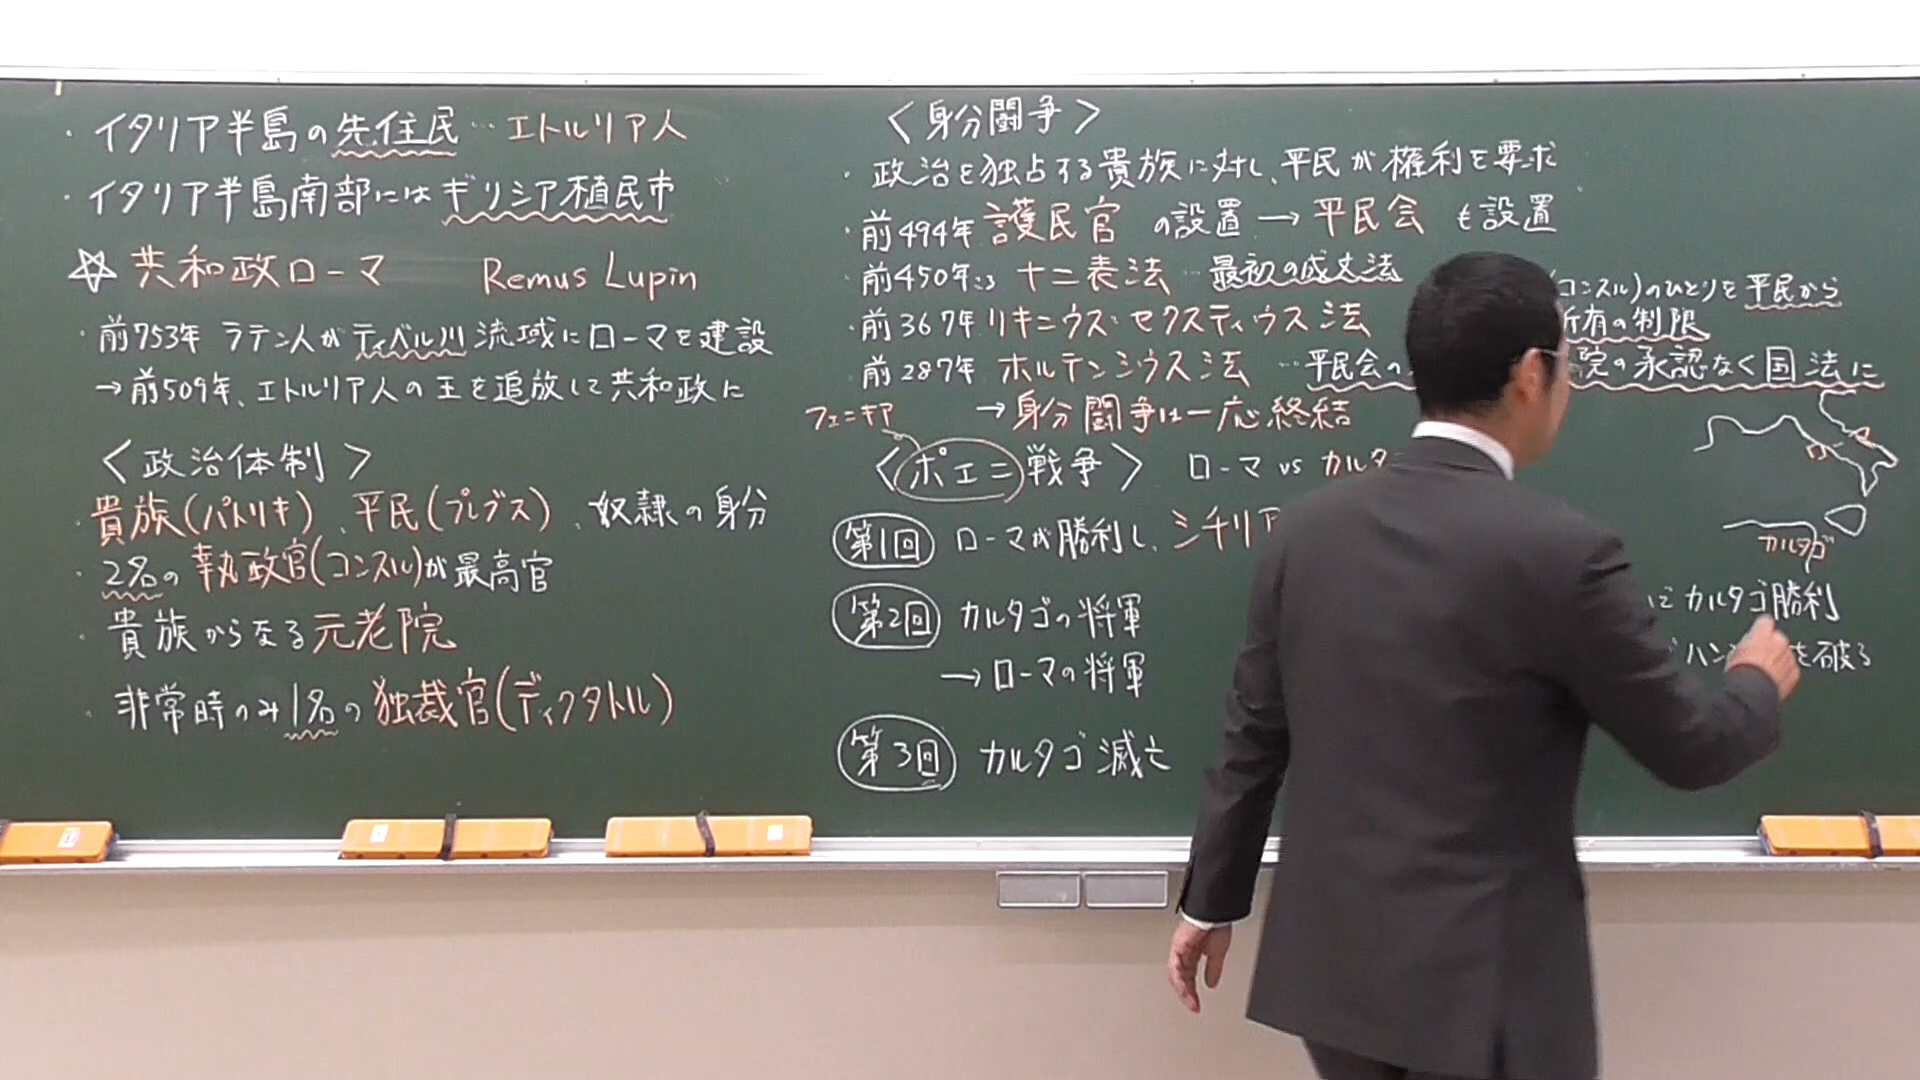 ・イタリア半島の先住民…エトルリア人
・イタリア半島南部にはギリシア植民市
☆共和政ローマ Remus Lupin
・前753年 ラテン人がティベル川流域にローマを建設
→前509年、エトルリア人の王を追放して共和政に
〈政治体制〉
・貴族(パトリキ)、平民(プレブス)、奴隷の身分
・2名の執政官(コンスル)が最高官
・貴族からなる元老院
・非常時のみ1名の独裁官(ディクタトル)
〈身分闘争〉
・政治を独占する貴族に対し、平民が権利を要求
・前494年 護民官の設置→平民会も設置
・前450年ころ 十二表法…最初の成文法
・前367年リキニウス・セクスティウス法
コンスル)のひとりを平民から
所有の制限
・前287年 ホルテンシウス法…平民会の
院の承認なく国法に
→身分闘争は一応終結
フェニキア
〈ポエニ戦争〉 ローマ vs カルタ
第1回 ローマが勝利し、シチリア
カルタゴ
第2回 カルタゴの将軍
にカルタゴ勝利
→ローマの将軍
ハン
を破る
第3回 カルタゴ滅亡